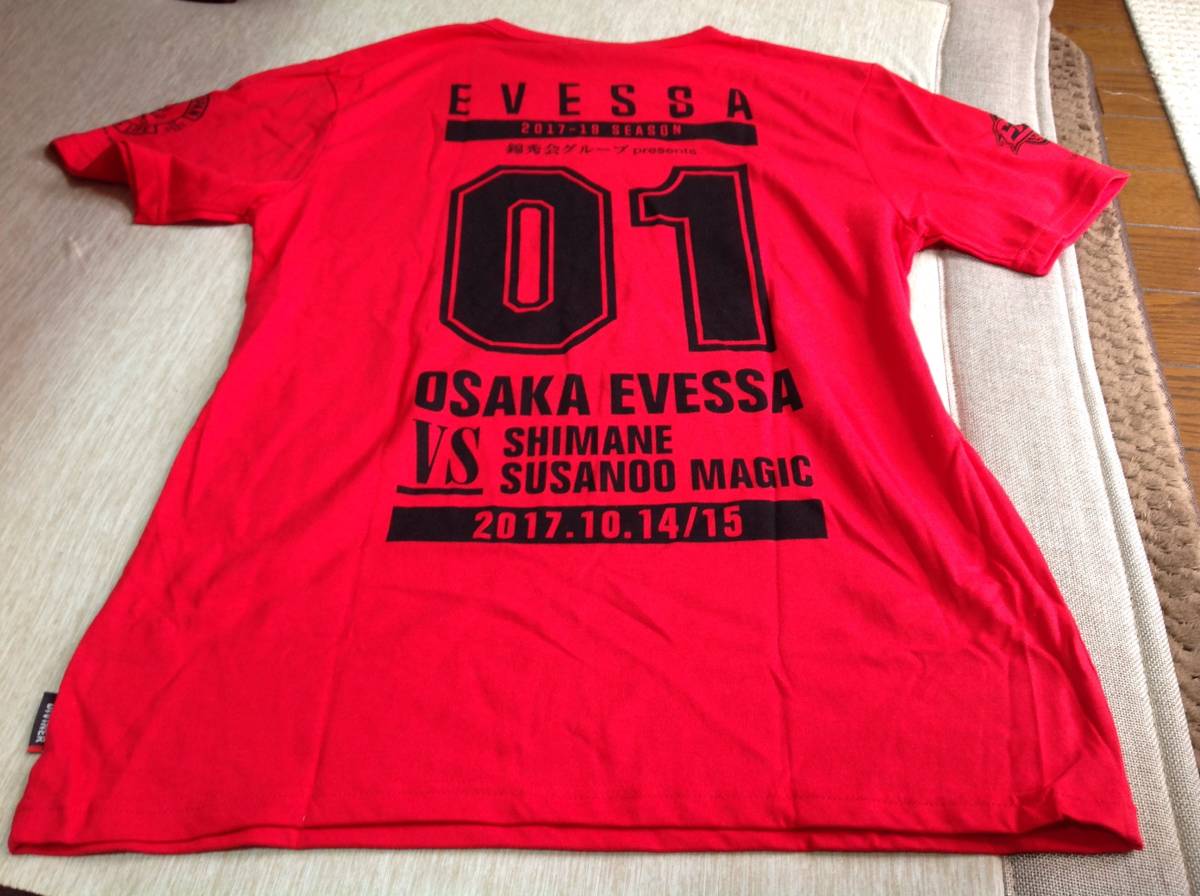 EVESSA
2017-18 SEASON
錦秀会グループ presents
01
OSAKA EVESSA
VS SHIMANE
SUSANOO MAGIC
2017.10.14/15
DIVINER